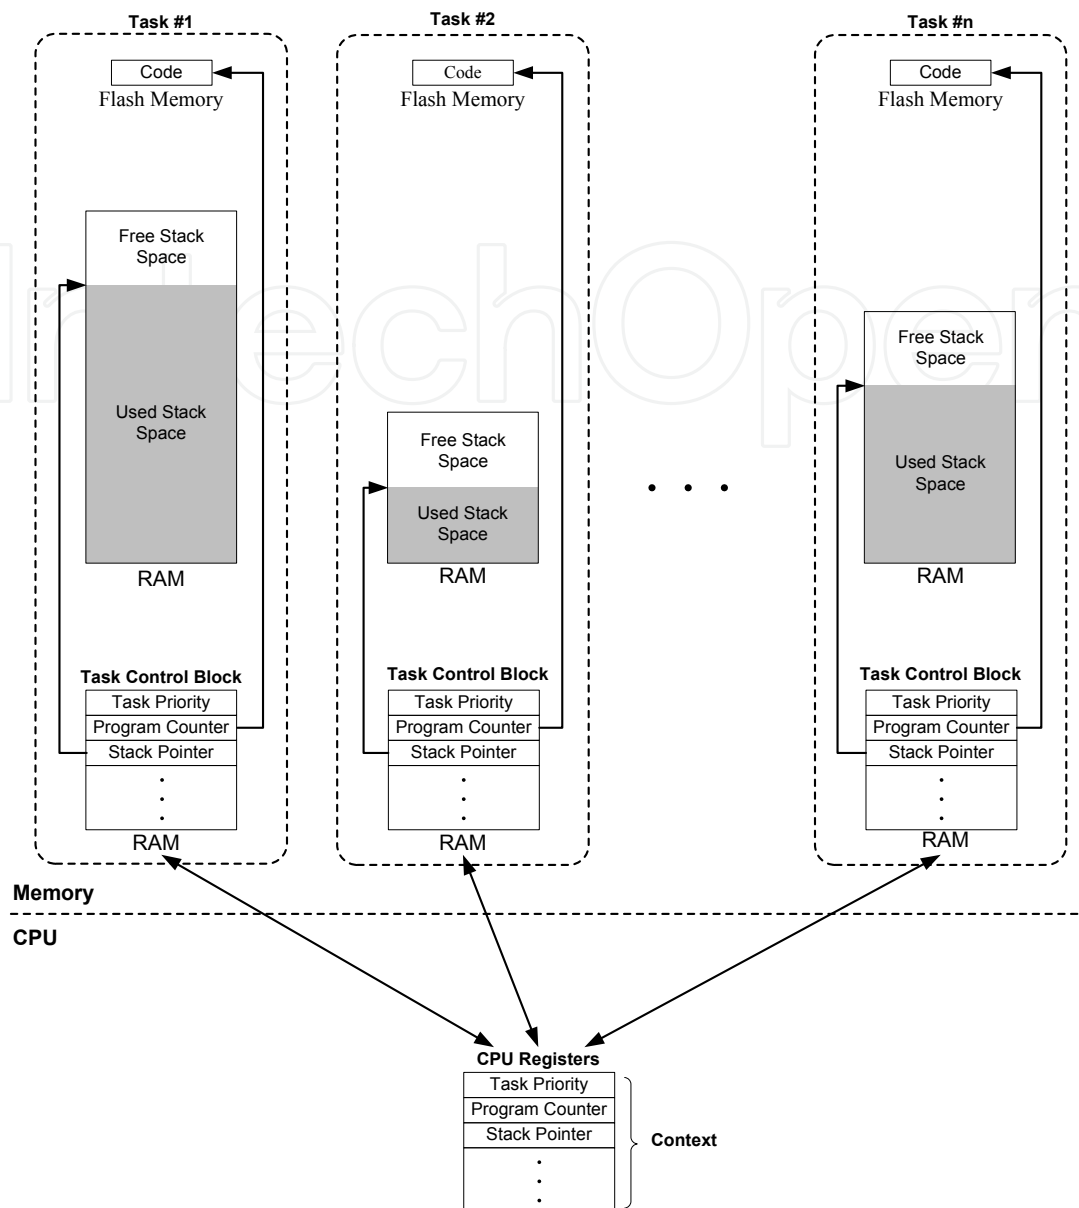 Task #1
Code
Flash Memory
Free Stack
Space
Used Stack
Space
RAM
Task Control Block
Task Priority
Program Counter
Stack Pointer
RAM
Task #2
Code
Flash Memory
Free Stack
Space
Used Stack
Space
RAM
Task Control Block
Task Priority
Program Counter
Stack Pointer
RAM
Task #n
Code
Flash Memory
Free Stack
Space
Used Stack
Space
RAM
Task Control Block
Task Priority
Program Counter
Stack Pointer
RAM
Memory
CPU
CPU Registers
Task Priority
Program Counter
Stack Pointer
Context
IntechOpen